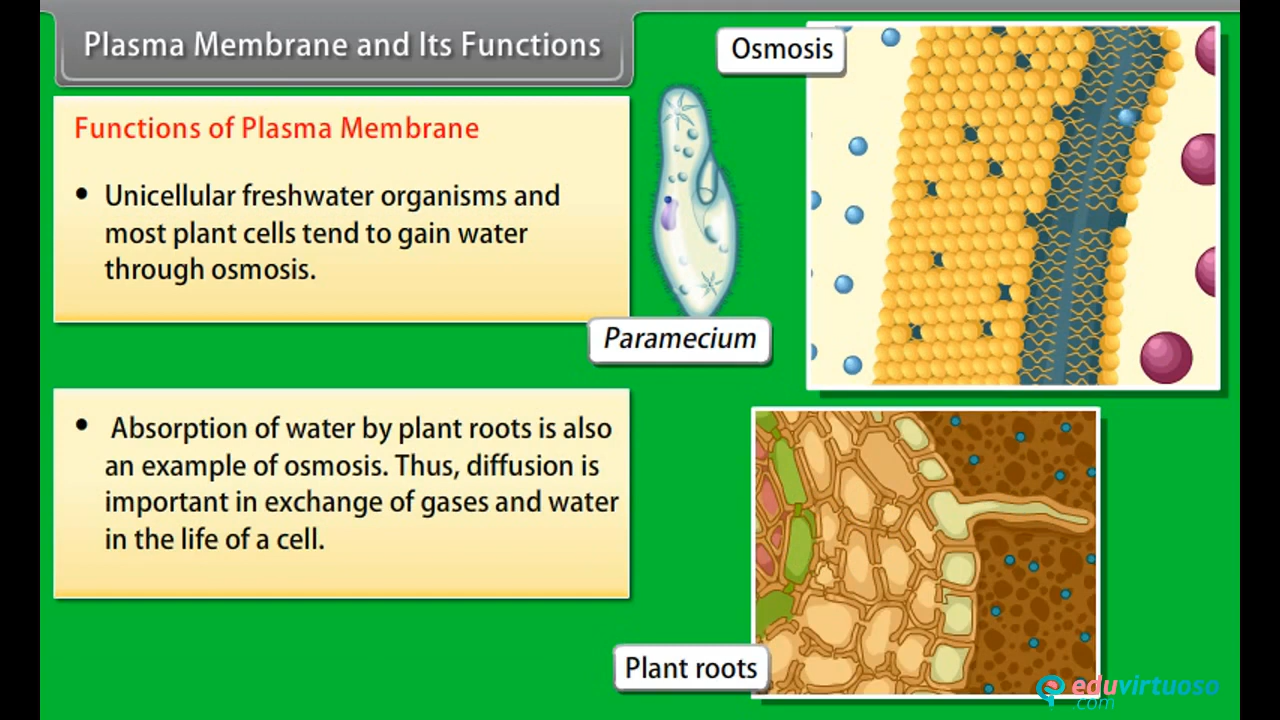 Plasma Membrane and Its Functions
Functions of Plasma Membrane
• Unicellular freshwater organisms and
most plant cells tend to gain water
through osmosis.
Osmosis
Paramecium
• Absorption of water by plant roots is also
an example of osmosis. Thus, diffusion is
important in exchange of gases and water
in the life of a cell.
Plant roots
eduvirtuoso
.com